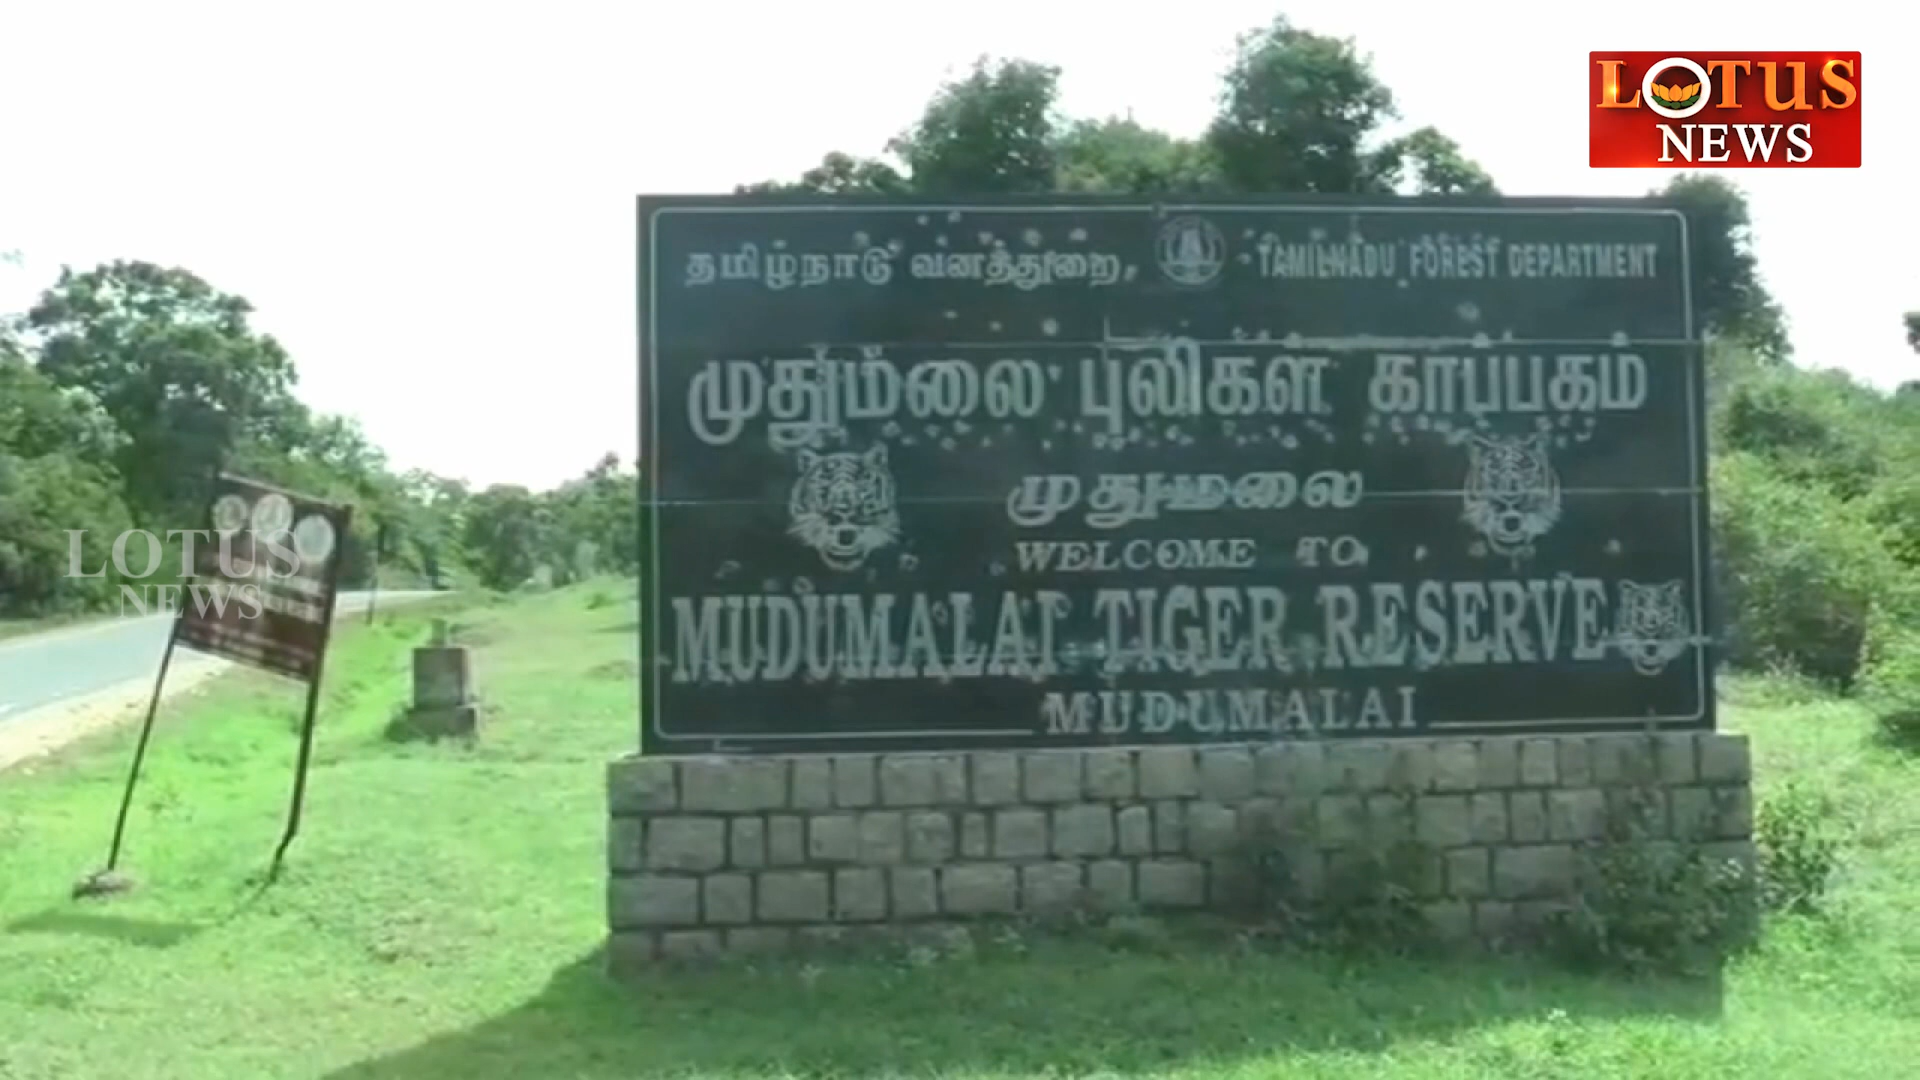 LOTUS
NEWS
தமிழ்நாடு வனத்துறை, TAMILNADU FOREST DEPARTMENT
முதுமலை புலிகள் காப்பகம்
முதுமலை
WELCOME TO
MUDUMALAI TIGER RESERVE
MUDUMALAI
LOTUS
NEWS